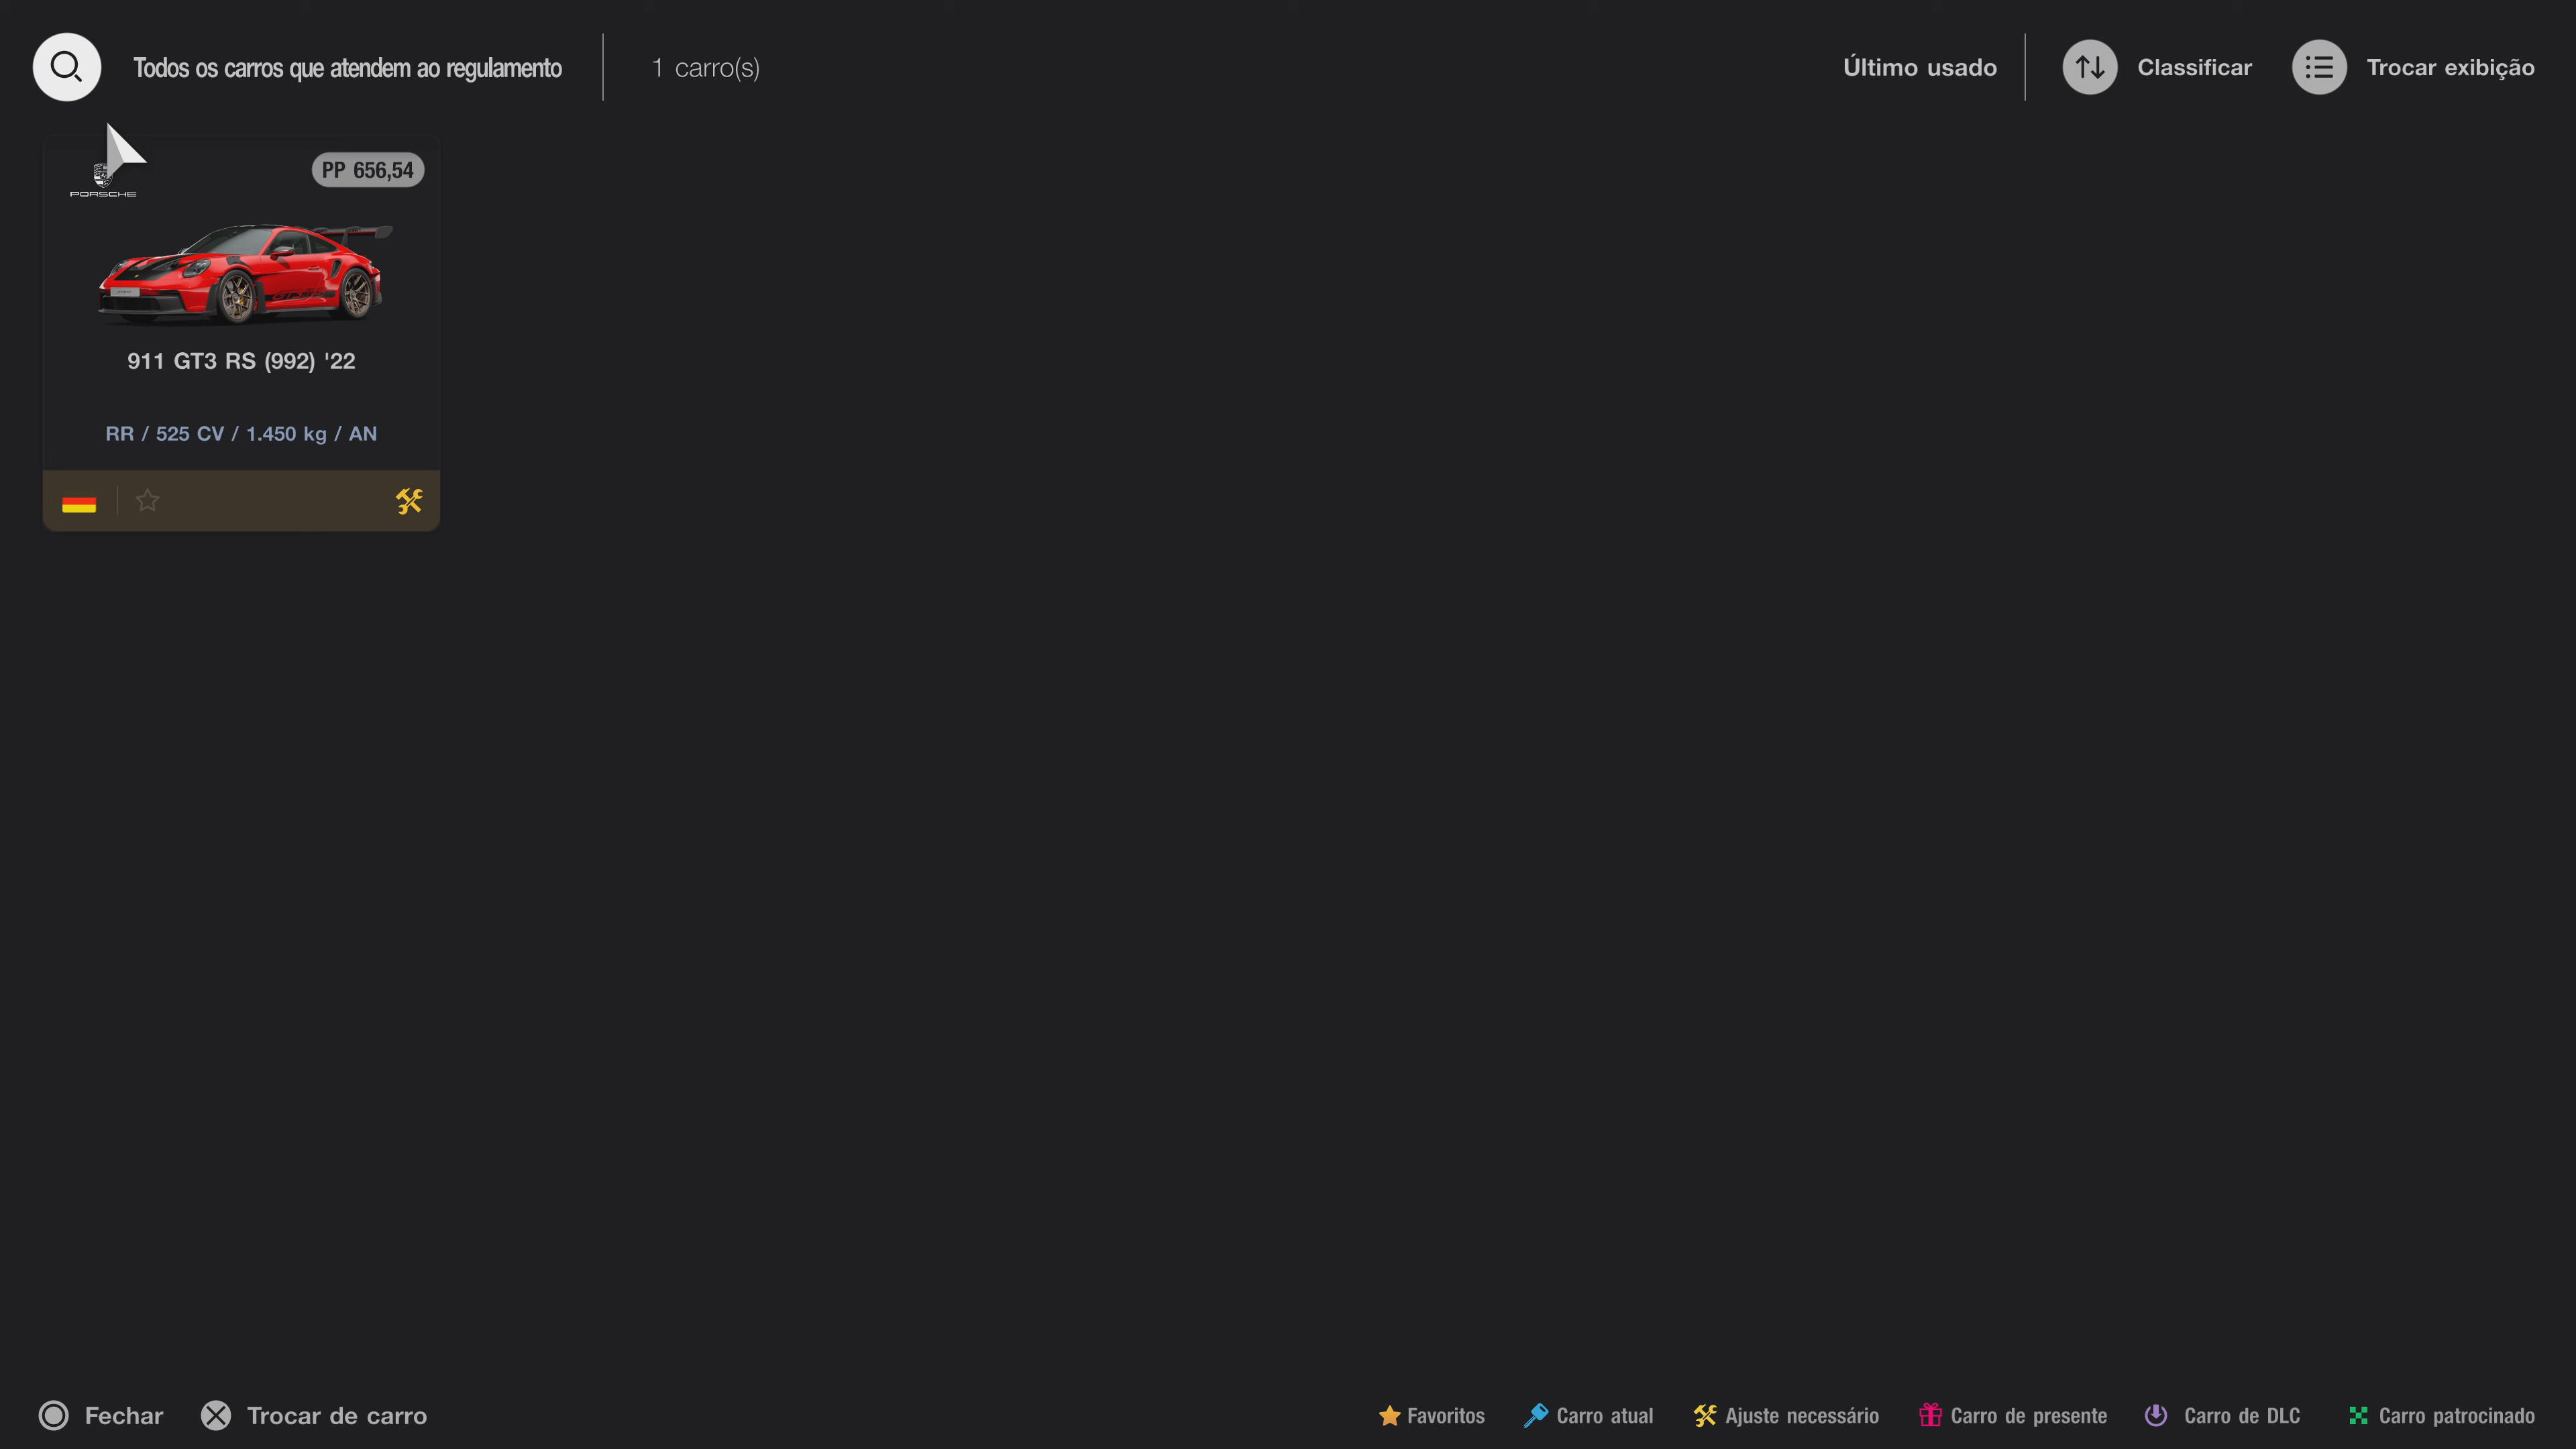 Todos os carros que atendem ao regulamento
1 carro(s)
Último usado
Classificar
Trocar exibição
PORSCHE
PP 656,54
911 GT3 RS (992) '22
RR / 525 CV / 1.450 kg / AN
Fechar
Trocar de carro
Favoritos
Carro atual
Ajuste necessário
Carro de presente
Carro de DLC
Carro patrocinado